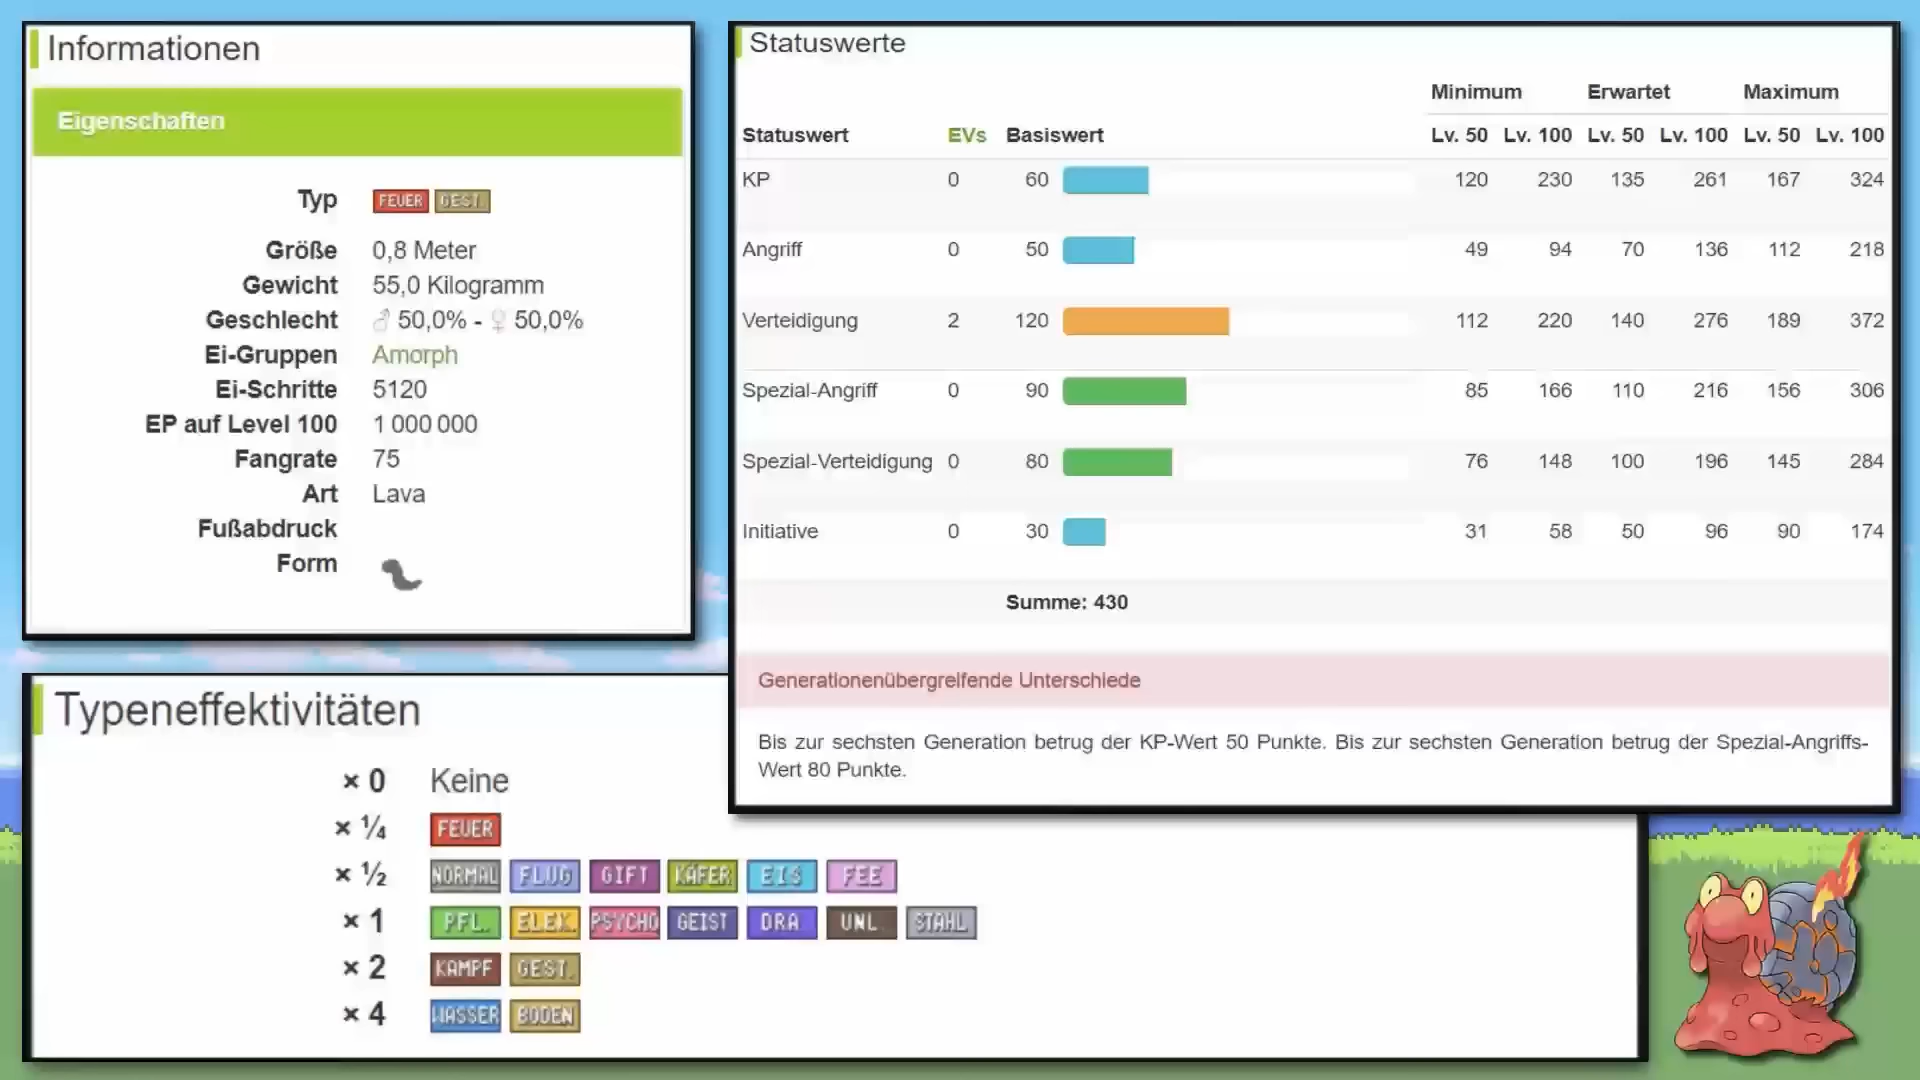 Informationen
Eigenschaften
Typ FEUER GEST.
Größe 0,8 Meter
Gewicht 55,0 Kilogramm
Geschlecht ♂ 50,0% - ♀ 50,0%
Ei-Gruppen Amorph
Ei-Schritte 5120
EP auf Level 100 1 000 000
Fangrate 75
Art Lava
Fußabdruck
Form
Statuswerte
Minimum Erwartet Maximum
Statuswert EVs Basiswert Lv. 50 Lv. 100 Lv. 50 Lv. 100 Lv. 50 Lv. 100
KP 0 60 120 230 135 261 167 324
Angriff 0 50 49 94 70 136 112 218
Verteidigung 2 120 112 220 140 276 189 372
Spezial-Angriff 0 90 85 166 110 216 156 306
Spezial-Verteidigung 0 80 76 148 100 196 145 284
Initiative 0 30 31 58 50 96 90 174
Summe: 430
Generationenübergreifende Unterschiede
Bis zur sechsten Generation betrug der KP-Wert 50 Punkte. Bis zur sechsten Generation betrug der Spezial-Angriffs-
Wert 80 Punkte.
Typeneffektivitäten
× 0 Keine
× ¼ FEUER
× ½ NORMAL FLUG GIFT KÄFER EIS FEE
× 1 PFL. ELEK. PSYCHO GEIST DRA. UNL. STAHL
× 2 KAMPF GEST.
× 4 WASSER BODEN